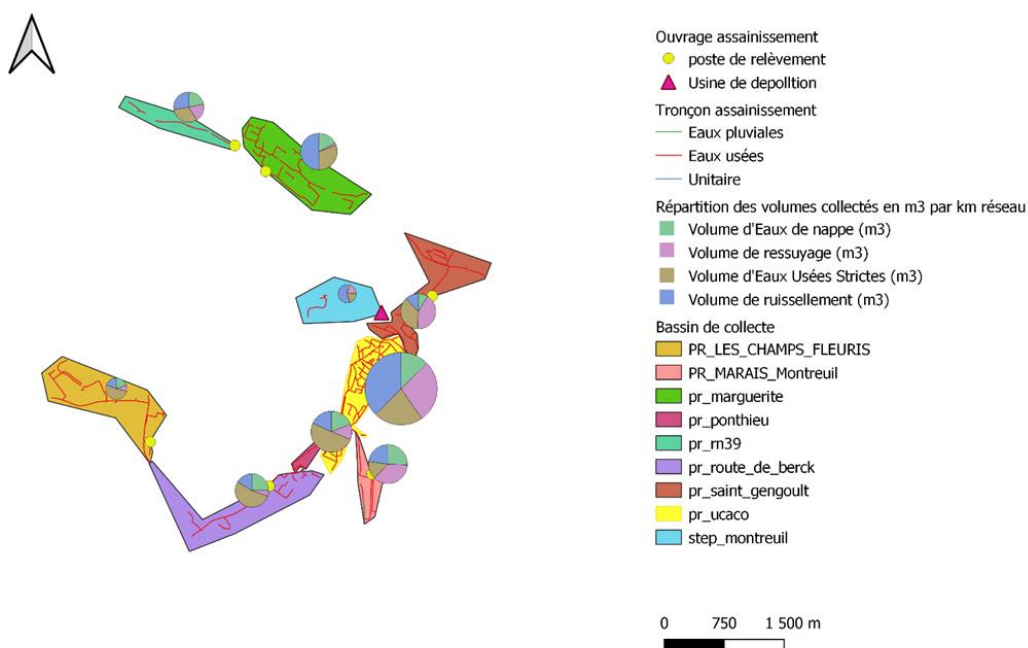 Ouvrage assainissement
poste de relèvement
Usine de depolltion
Tronçon assainissement
Eaux pluviales
Eaux usées
Unitaire
Répartition des volumes collectés en m3 par km réseau
Volume d'Eaux de nappe (m3)
Volume de ressuyage (m3)
Volume d'Eaux Usées Strictes (m3)
Volume de ruissellement (m3)
Bassin de collecte
PR_LES_CHAMPS_FLEURIS
PR_MARAIS_Montreuil
pr_marguerite
pr_ponthieu
pr_rn39
pr_route_de_berck
pr_saint_gengoult
pr_ucaco
step_montreuil
0 750 1 500 m